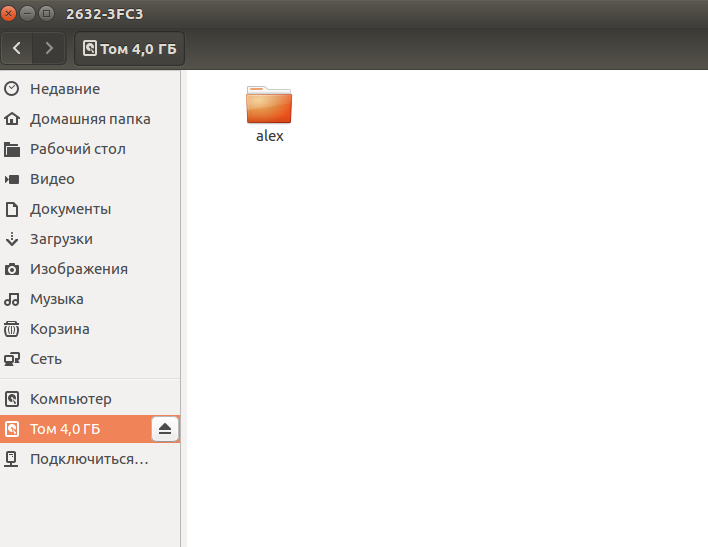 2632-3FC3
Том 4,0 ГБ
Недавние
Домашняя папка
Рабочий стол
Видео
Документы
Загрузки
Изображения
Музыка
Корзина
Сеть
Компьютер
Том 4,0 ГБ
Подключиться…
alex